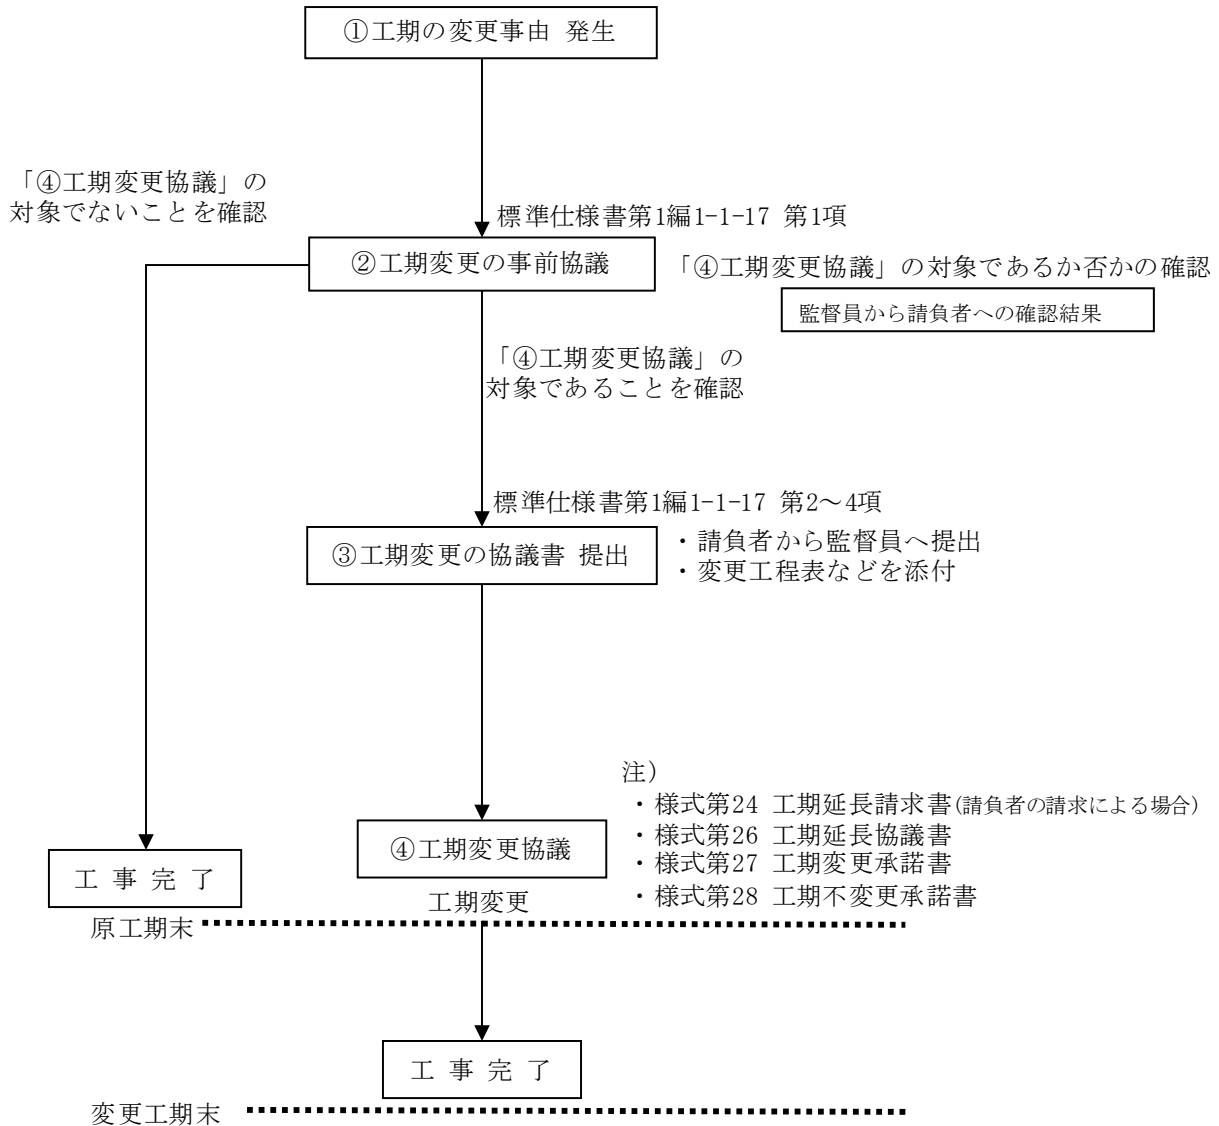 ①工期の変更事由 発生
「④工期変更協議」の
対象でないことを確認
標準仕様書第1編1-1-17 第1項
②工期変更の事前協議
「④工期変更協議」の対象であるか否かの確認
監督員から請負者への確認結果
「④工期変更協議」の
対象であることを確認
標準仕様書第1編1-1-17 第2～4項
③工期変更の協議書 提出
・請負者から監督員へ提出
・変更工程表などを添付
注）
・様式第24 工期延長請求書(請負者の請求による場合)
・様式第26 工期延長協議書
・様式第27 工期変更承諾書
・様式第28 工期不変更承諾書
④工期変更協議
工 事 完 了
工期変更
原工期末
工 事 完 了
変更工期末